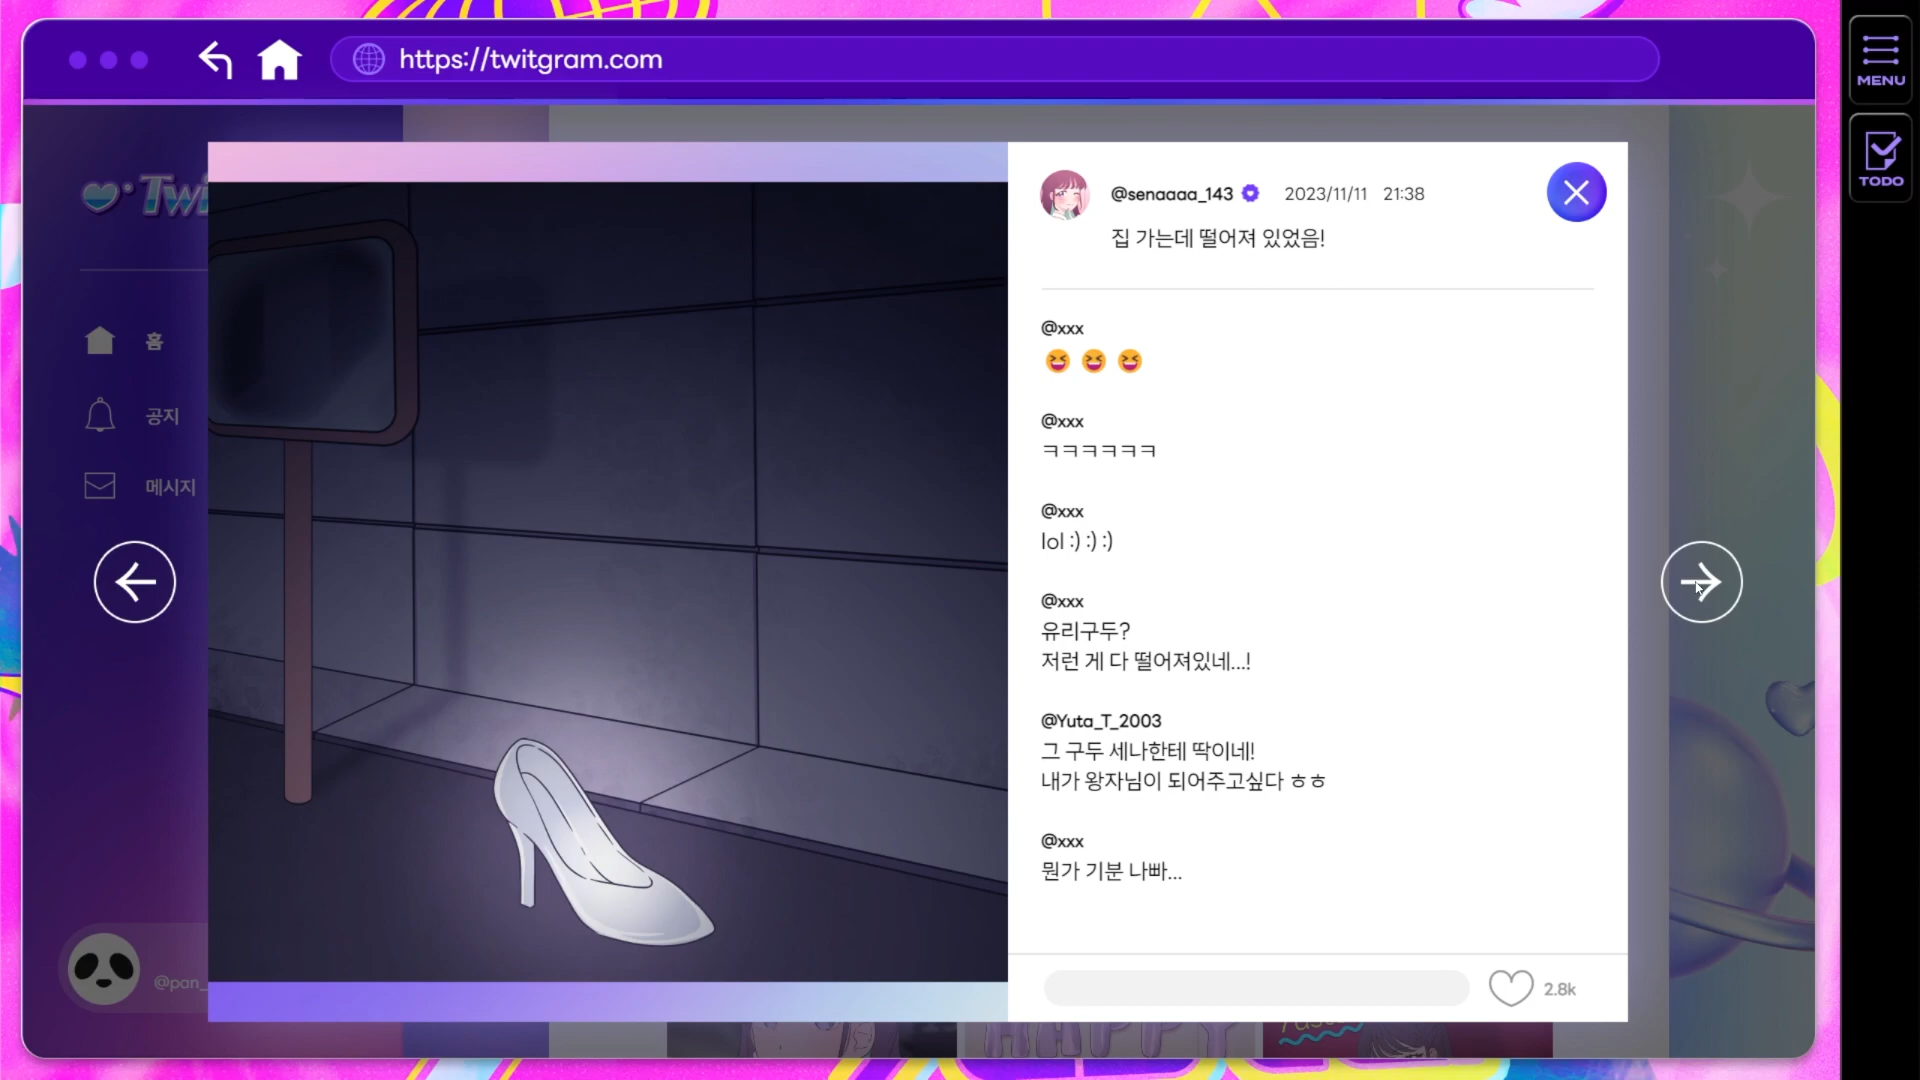 https://twitgram.com
MENU
TODO
Twi
홈
공지
메시지
@pan_
@senaaaa_143 2023/11/11 21:38
집 가는데 떨어져 있었음!
@xxx
😆 😆 😆
@xxx
ㅋㅋㅋㅋㅋㅋ
@xxx
lol :) :) :)
@xxx
유리구두?
저런 게 다 떨어져있네...!
@Yuta_T_2003
그 구두 세나한테 딱이네!
내가 왕자님이 되어주고싶다 ㅎㅎ
@xxx
뭔가 기분 나빠...
2.8k
HAPPY